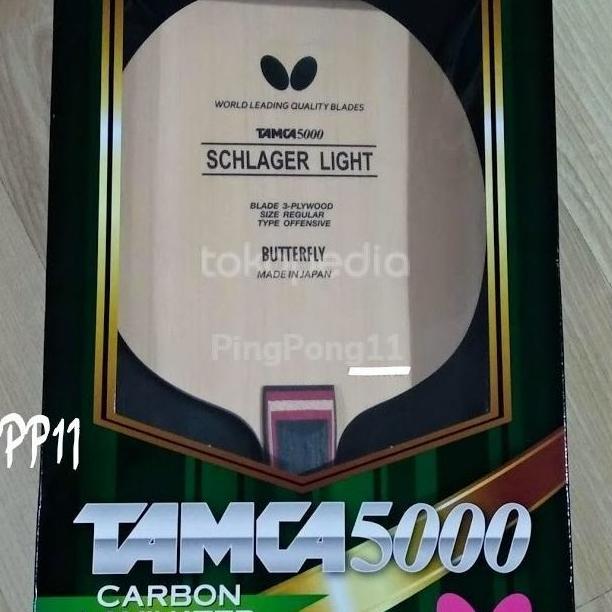 WORLD LEADING QUALITY BLADES
TAMCA5000
SCHLAGER LIGHT
BLADE 3-PLYWOOD
SIZE REGULAR
TYPE OFFENSIVE
BUTTERFLY
tokopedia
MADE IN JAPAN
PingPong11
PP11
TAMCA5000
CARBON